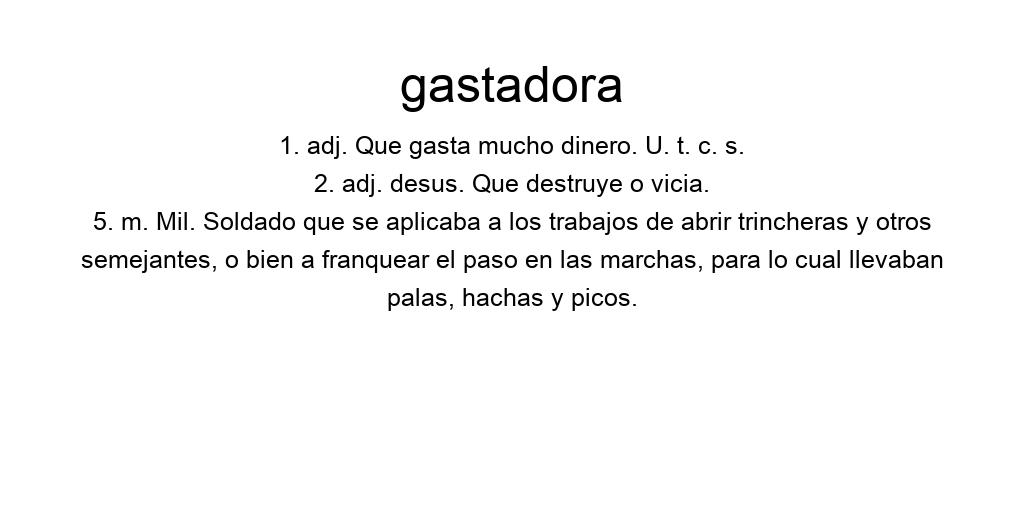 gastadora
1. adj. Que gasta mucho dinero. U. t. c. s.
2. adj. desus. Que destruye o vicia.
5. m. Mil. Soldado que se aplicaba a los trabajos de abrir trincheras y otros
semejantes, o bien a franquear el paso en las marchas, para lo cual llevaban
palas, hachas y picos.